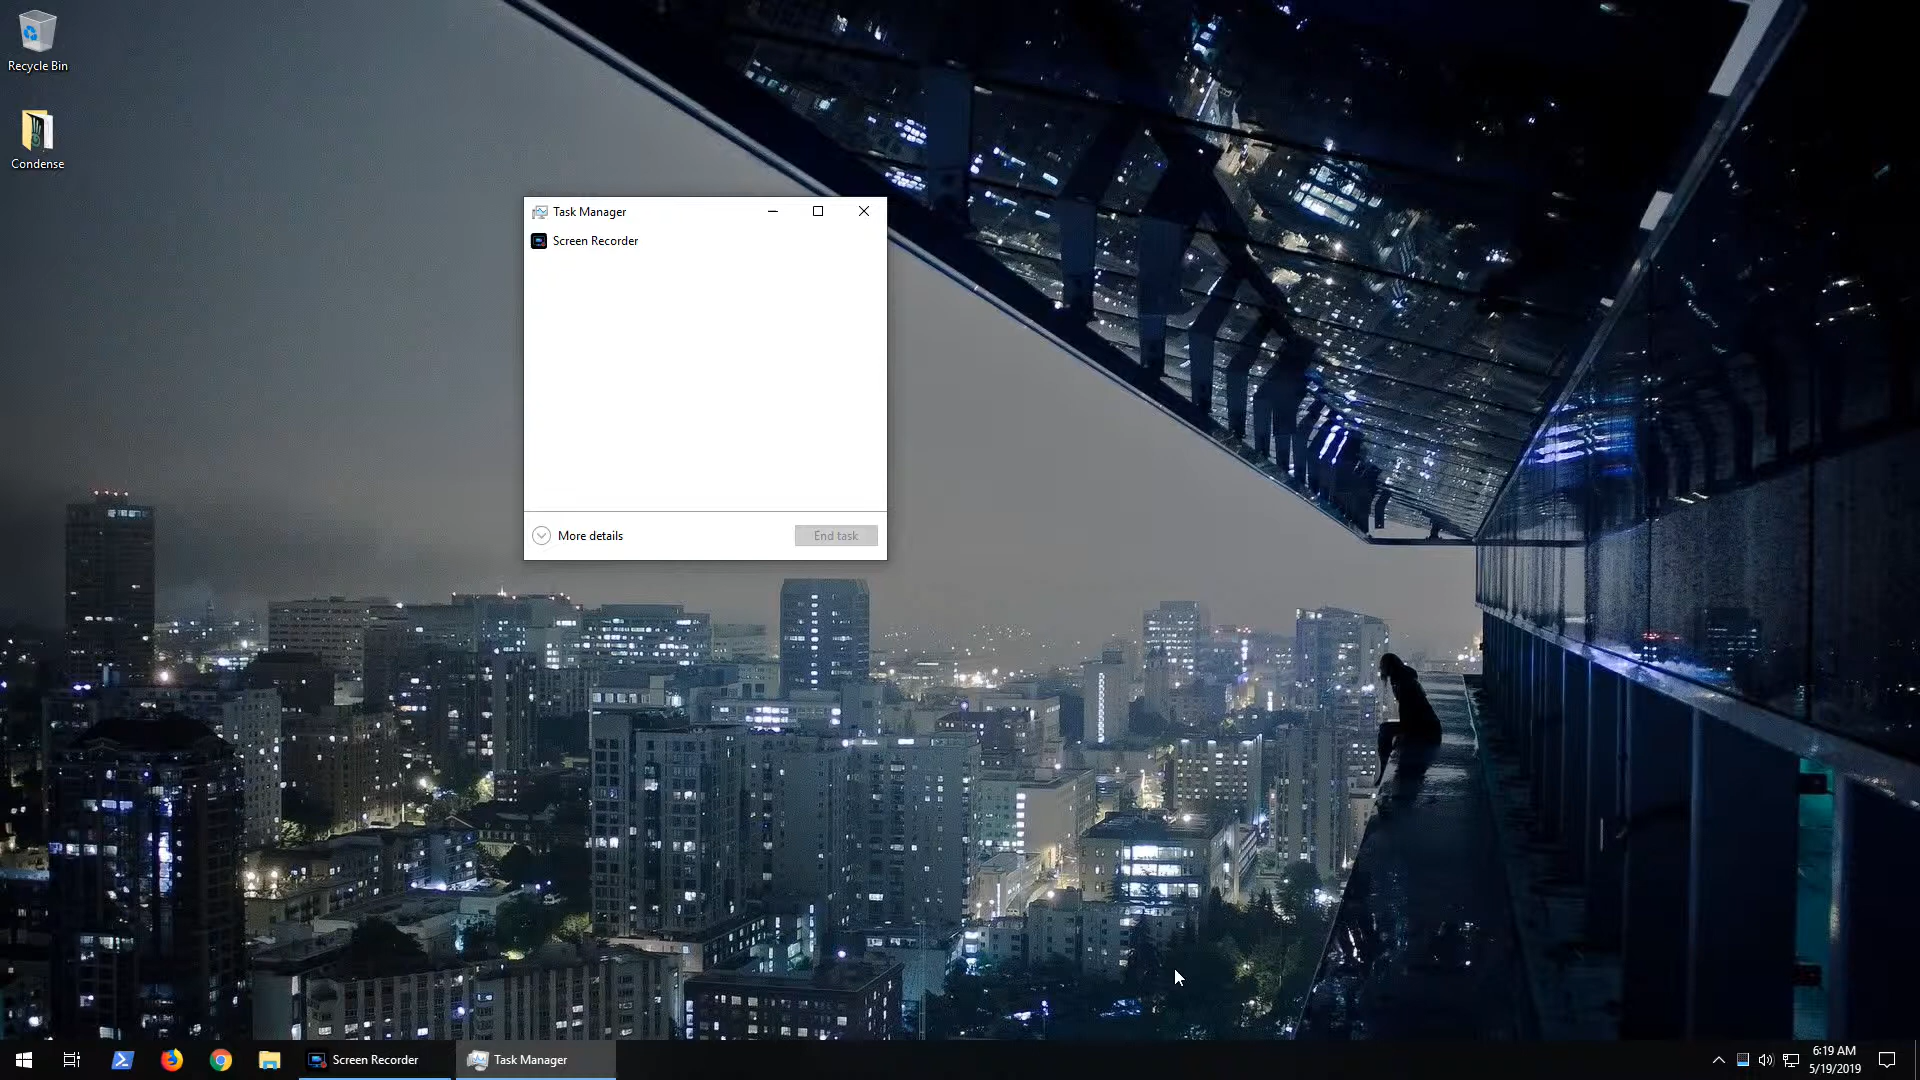 Recycle Bin
Condense
Task Manager
Screen Recorder
More details
End task
Screen Recorder
Task Manager
6:19 AM
5/19/2019